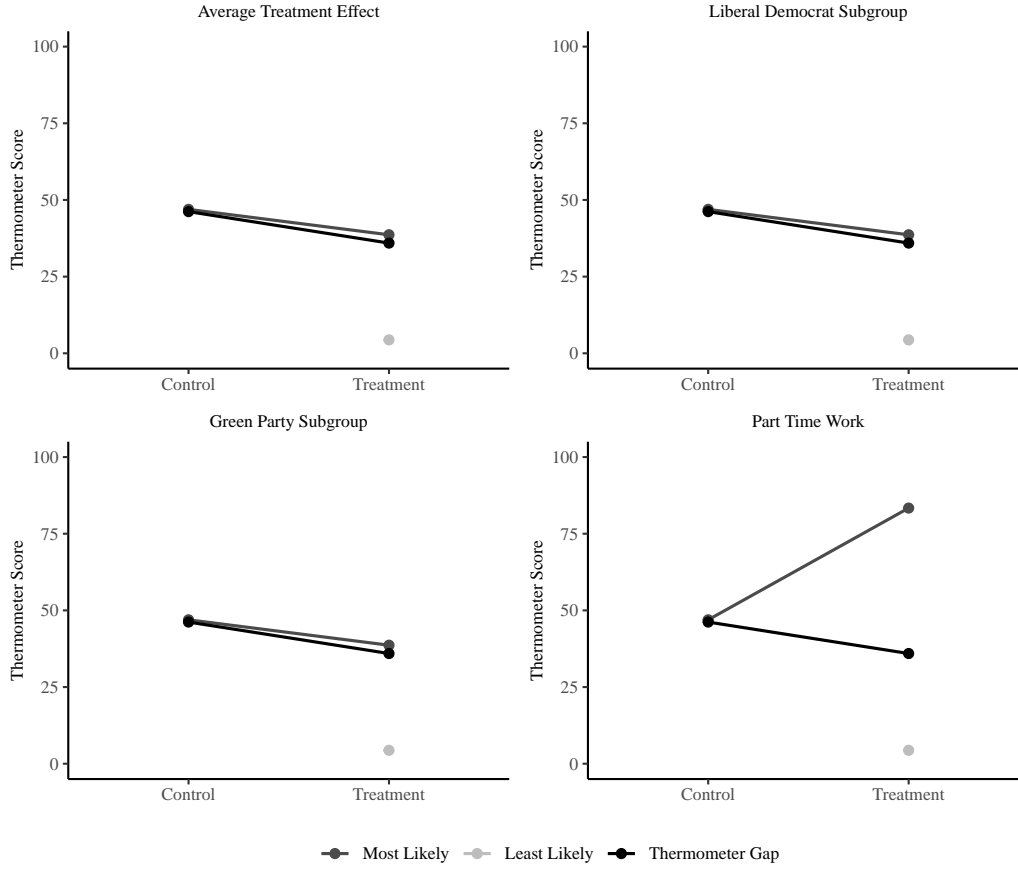 Average Treatment Effect
Thermometer Score
100
75
50
25
0
Control Treatment
Liberal Democrat Subgroup
Thermometer Score
100
75
50
25
0
Control Treatment
Green Party Subgroup
Thermometer Score
100
75
50
25
0
Control Treatment
Part Time Work
Thermometer Score
100
75
50
25
0
Control Treatment
Most Likely Least Likely Thermometer Gap